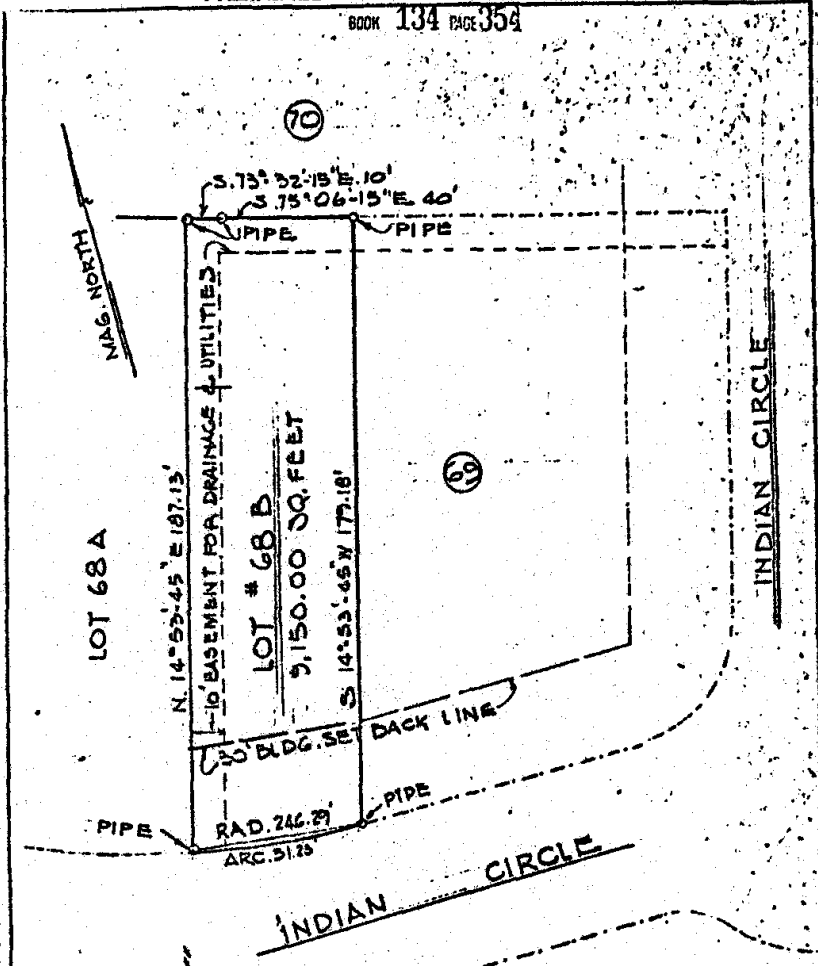 BOOK 134 PAGE 354
70
S. 73° 32'-15" E. 10'
S. 75° 06'-15" E. 40'
PIPE
PIPE
MAG. NORTH
INDIAN CIRCLE
69
LOT 68 A
N. 14° 53'-45" E 187.13'
10' EASEMENT FOR DRAINAGE & UTILITIES
LOT # 68 B
9,150.00 SQ. FEET
S 14° 53'-45" W 179.18'
30' BLDG. SET BACK LINE
PIPE
PIPE
RAD. 246.29'
ARC. 51.25'
INDIAN CIRCLE